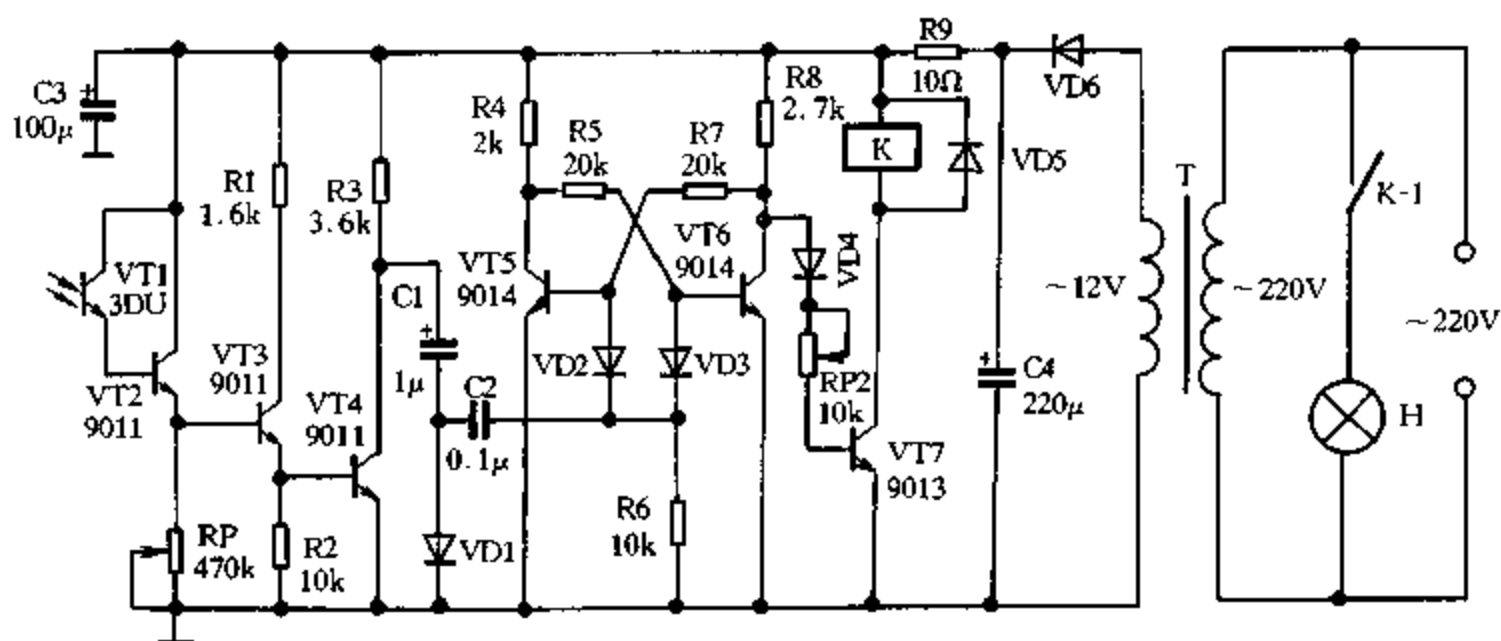 C3
+
100μ
VT1
3DU
VT2
9011
R1
1.6k
VT3
9011
RP
470k
R2
10k
R3
3.6k
VT4
9011
C1
+
1μ
C2
0.1μ
VD1
R4
2k
R5
20k
R7
20k
VT5
9014
VT6
9014
VD2
VD3
R6
10k
R8
2.7k
VD4
RP2
10k
K
VD5
VT7
9013
R9
10Ω
VD6
+
C4
220μ
~12V
T
~220V
K-1
H
~220V